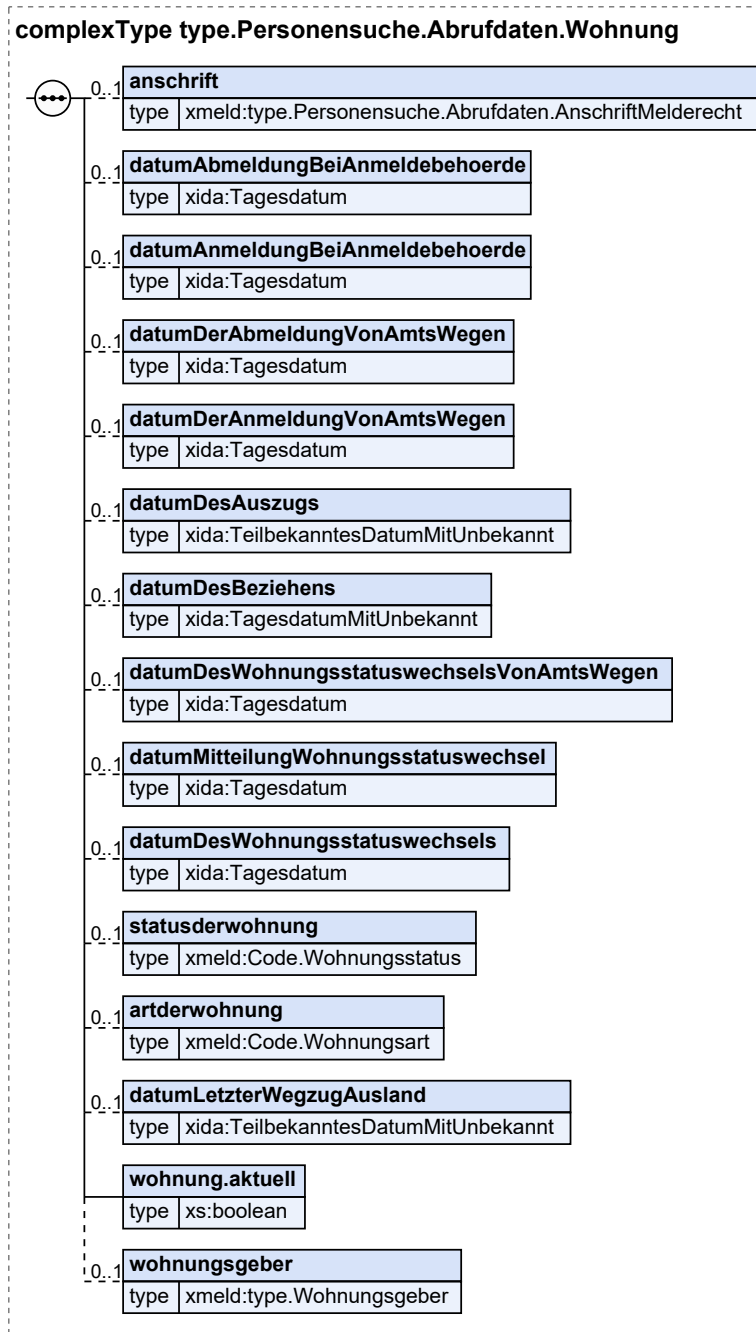 complexType type.Personensuche.Abrufdaten.Wohnung
0..1 anschrift
type xmeld:type.Personensuche.Abrufdaten.AnschriftMelderecht
0..1 datumAbmeldungBeiAnmeldebehoerde
type xida:Tagesdatum
0..1 datumAnmeldungBeiAnmeldebehoerde
type xida:Tagesdatum
0..1 datumDerAbmeldungVonAmtsWegen
type xida:Tagesdatum
0..1 datumDerAnmeldungVonAmtsWegen
type xida:Tagesdatum
0..1 datumDesAuszugs
type xida:TeilbekanntesDatumMitUnbekannt
0..1 datumDesBeziehens
type xida:TagesdatumMitUnbekannt
0..1 datumDesWohnungsstatuswechselsVonAmtsWegen
type xida:Tagesdatum
0..1 datumMitteilungWohnungsstatuswechsel
type xida:Tagesdatum
0..1 datumDesWohnungsstatuswechsels
type xida:Tagesdatum
0..1 statusderwohnung
type xmeld:Code.Wohnungsstatus
0..1 artderwohnung
type xmeld:Code.Wohnungsart
0..1 datumLetzterWegzugAusland
type xida:TeilbekanntesDatumMitUnbekannt
wohnung.aktuell
type xs:boolean
0..1 wohnungsgeber
type xmeld:type.Wohnungsgeber